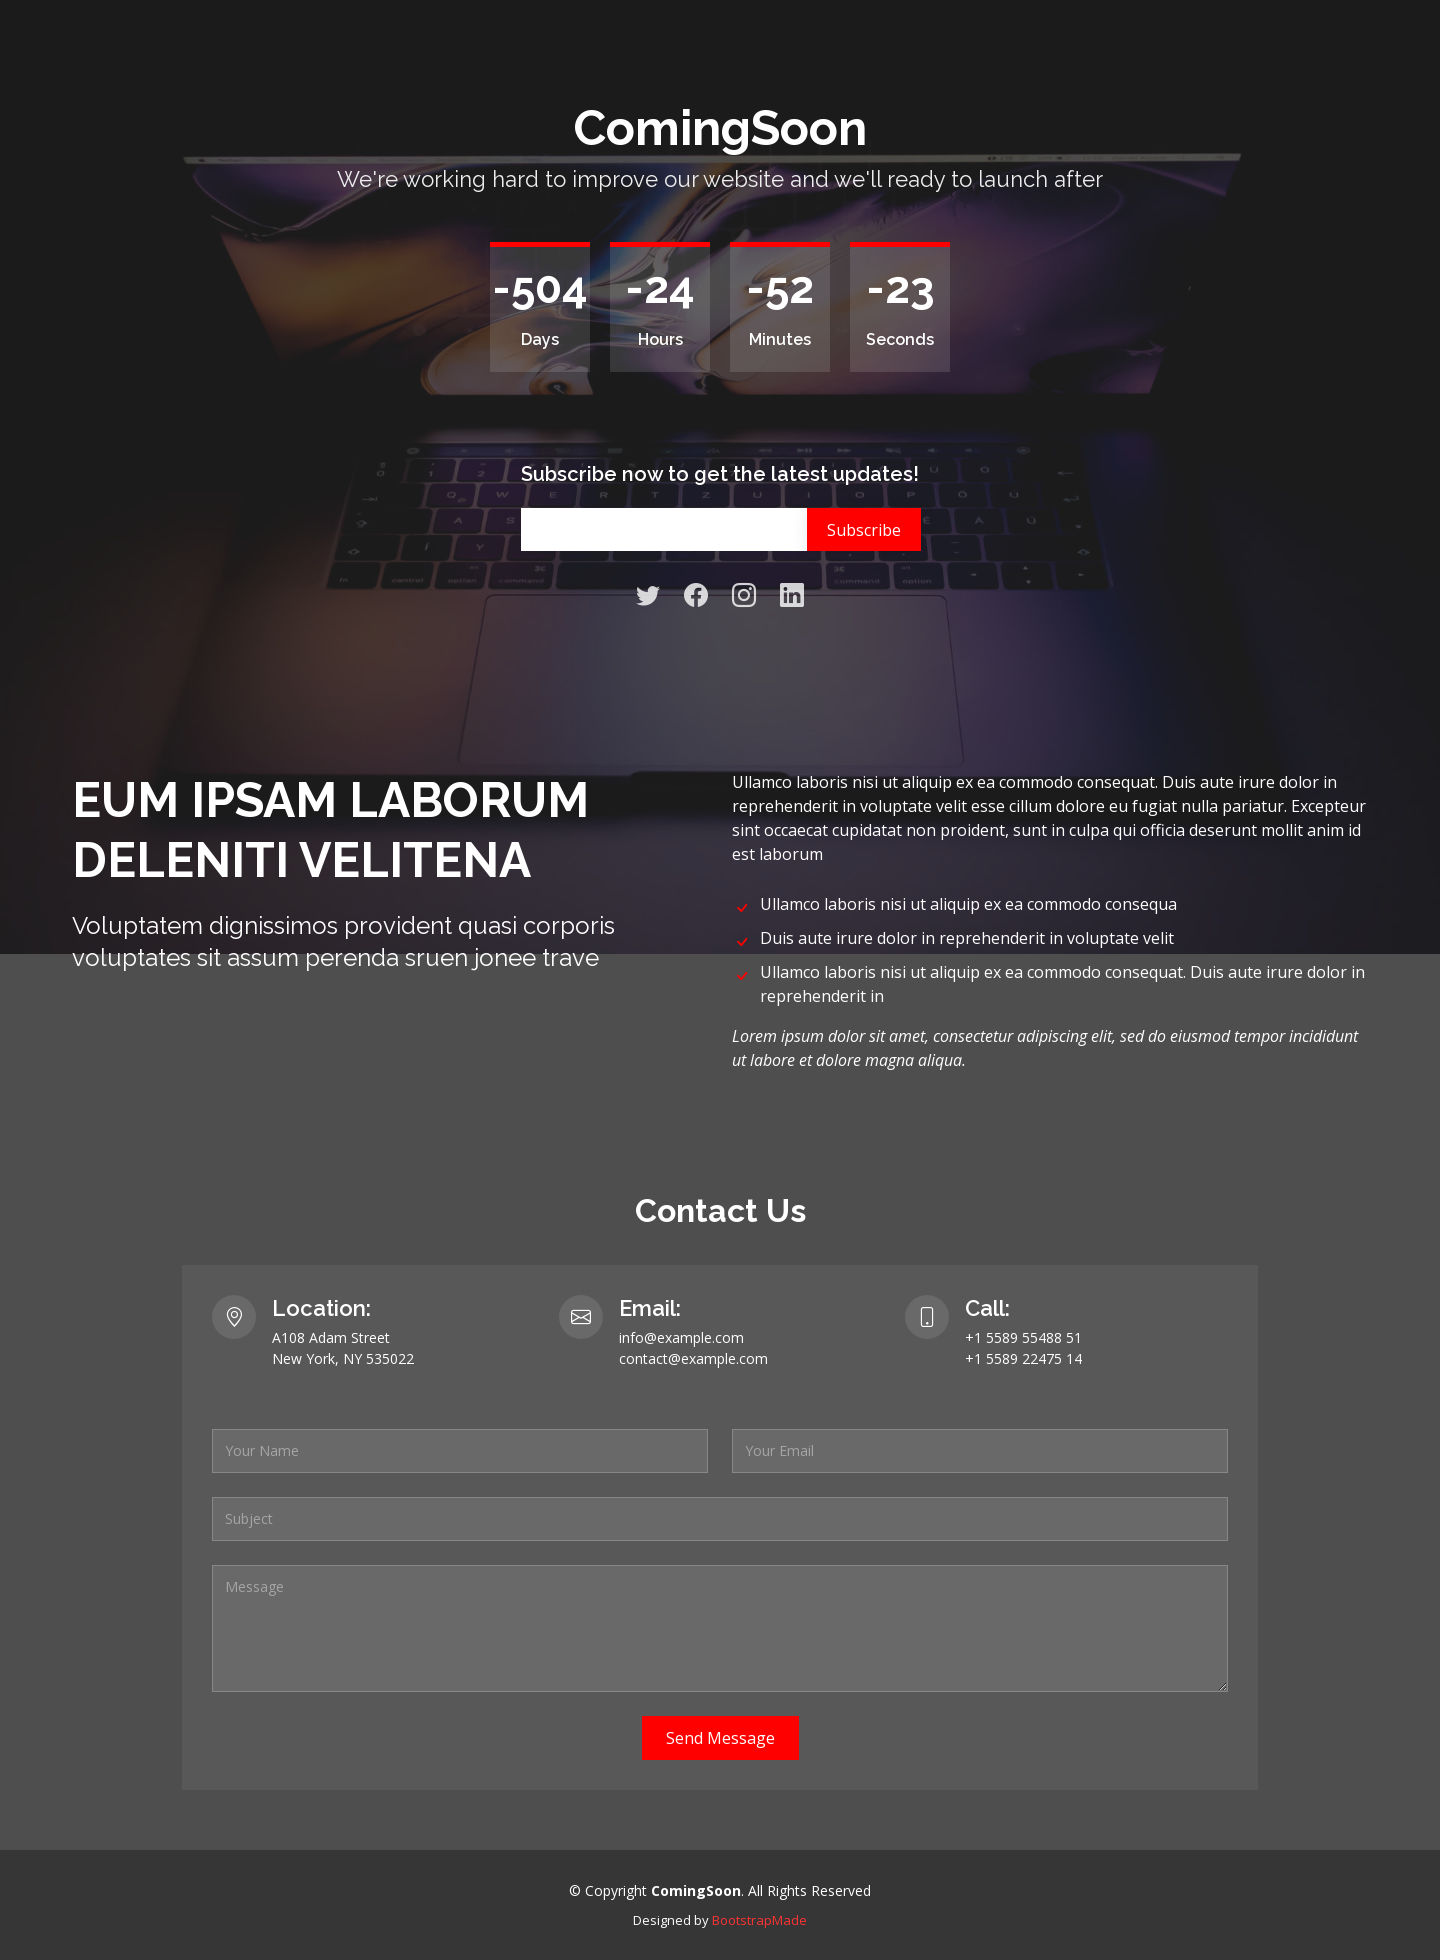 ComingSoon
We're working hard to improve our website and we'll ready to launch after
-504
Days
-24
Hours
-52
Minutes
-23
Seconds
Subscribe now to get the latest updates!
Subscribe
EUM IPSAM LABORUM
DELENITI VELITENA
Voluptatem dignissimos provident quasi corporis
voluptates sit assum perenda sruen jonee trave
Ullamco laboris nisi ut aliquip ex ea commodo consequat. Duis aute irure dolor in
reprehenderit in voluptate velit esse cillum dolore eu fugiat nulla pariatur. Excepteur
sint occaecat cupidatat non proident, sunt in culpa qui officia deserunt mollit anim id
est laborum
Ullamco laboris nisi ut aliquip ex ea commodo consequa
Duis aute irure dolor in reprehenderit in voluptate velit
Ullamco laboris nisi ut aliquip ex ea commodo consequat. Duis aute irure dolor in
reprehenderit in
Lorem ipsum dolor sit amet, consectetur adipiscing elit, sed do eiusmod tempor incididunt
ut labore et dolore magna aliqua.
Contact Us
Location:
A108 Adam Street
New York, NY 535022
Email:
info@example.com
contact@example.com
Call:
+1 5589 55488 51
+1 5589 22475 14
Your Name
Your Email
Subject
Message
Send Message
© Copyright ComingSoon. All Rights Reserved
Designed by BootstrapMade